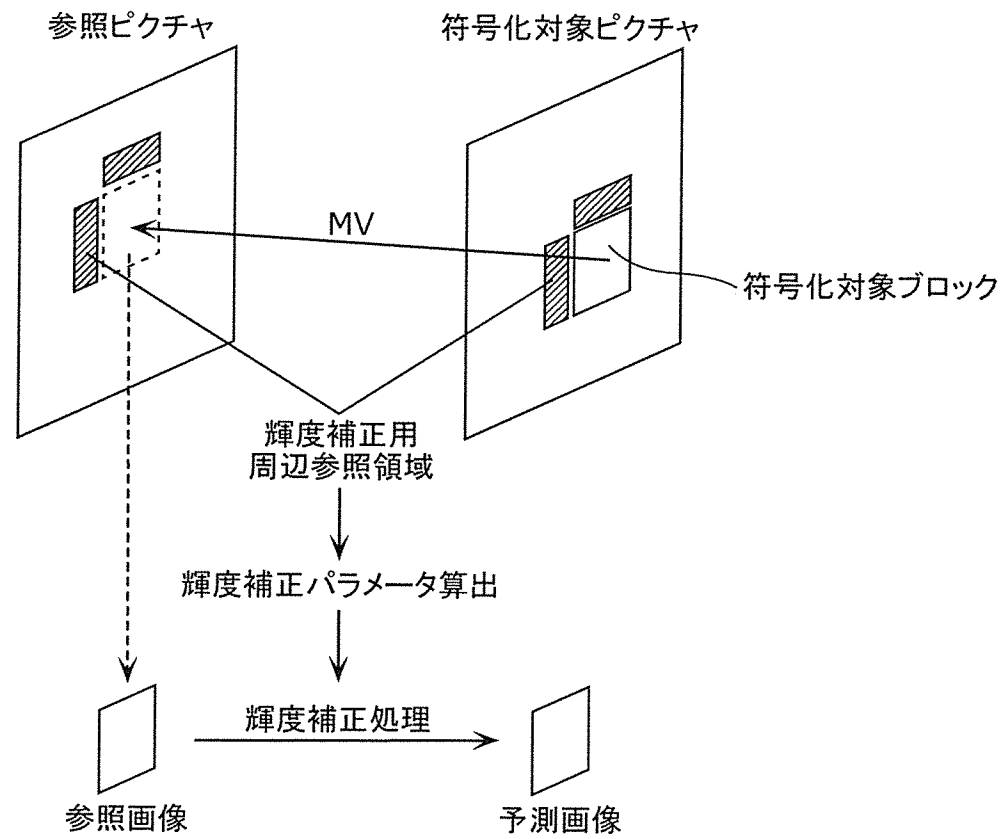 参照ピクチャ
符号化対象ピクチャ
MV
符号化対象ブロック
輝度補正用
周辺参照領域
輝度補正パラメータ算出
輝度補正処理
参照画像
予測画像